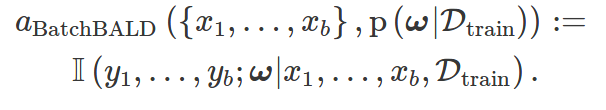 a_BatchBALD ({x_1, …, x_b}, p(ω|𝒟_train)) :=
𝕀(y_1, …, y_b; ω|x_1, …, x_b, 𝒟_train).